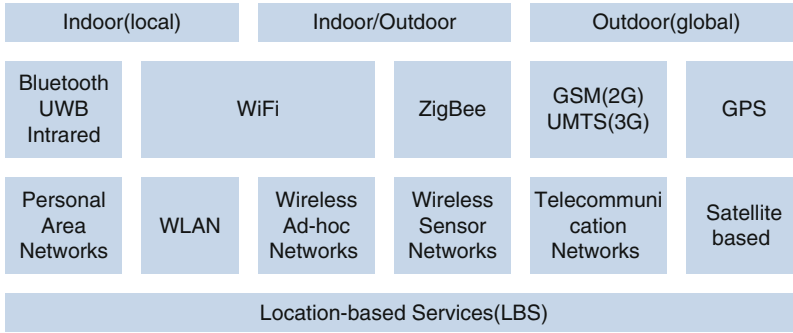 Indoor(local)
Indoor/Outdoor
Outdoor(global)
Bluetooth
UWB
Intrared
WiFi
ZigBee
GSM(2G)
UMTS(3G)
GPS
Personal
Area
Networks
WLAN
Wireless
Ad-hoc
Networks
Wireless
Sensor
Networks
Telecommuni
cation
Networks
Satellite
based
Location-based Services(LBS)